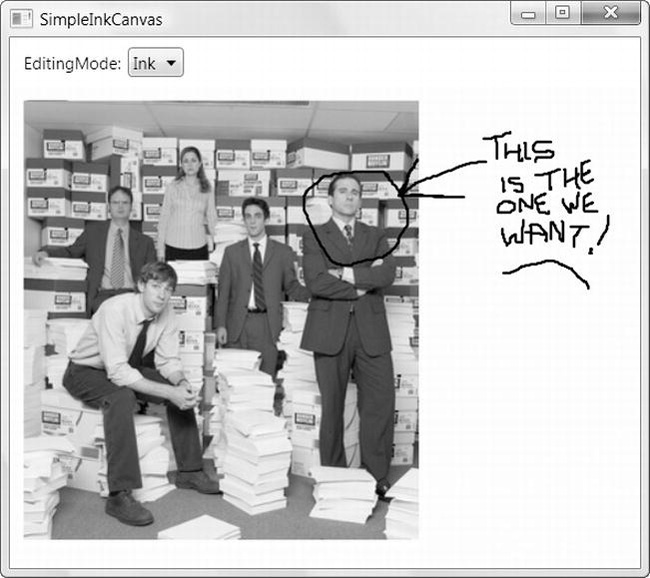 SimpleInkCanvas
EditingMode: Ink
THIS
IS THE
ONE WE
WANT!